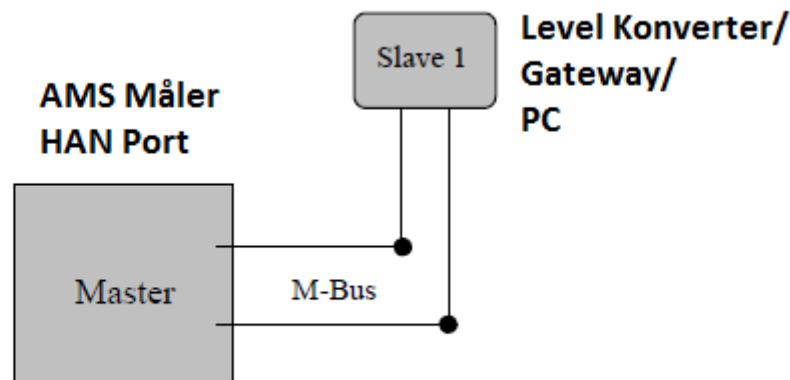 Slave 1
Level Konverter/
Gateway/
PC
AMS Måler
HAN Port
Master
M-Bus